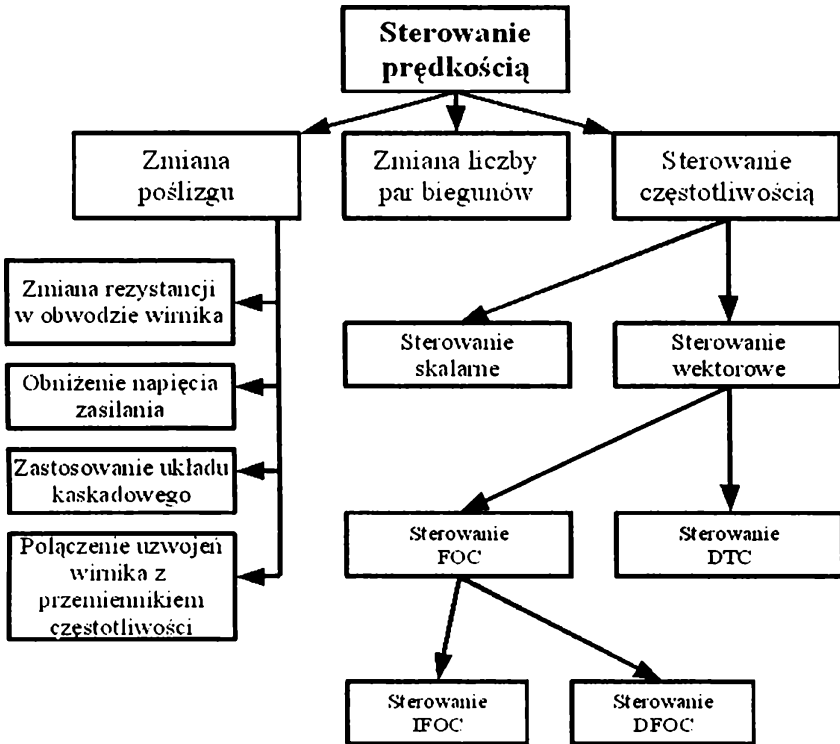 Sterowanie
prędkością
Zmiana
poślizgu
Zmiana liczby
par biegunów
Sterowanie
częstotliwością
Zmiana rezystancji
w obwodzie wirnika
Obniżenie napięcia
zasilania
Zastosowanie układu
kaskadowego
Połączenie uzwojeń
wirnika z
przemiennikiem
częstotliwości
Sterowanie
skalarne
Sterowanie
wektorowe
Sterowanie
FOC
Sterowanie
DTC
Sterowanie
IFOC
Sterowanie
DFOC